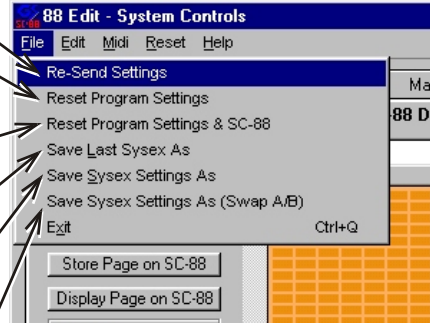 88 Edit - System Controls
File Edit Midi Reset Help
Re-Send Settings
Reset Program Settings
Reset Program Settings & SC-88
Save Last Sysex As
Save Sysex Settings As
Save Sysex Settings As (Swap A/B)
Exit Ctrl+Q
Ma
-88 D
Store Page on SC-88
Display Page on SC-88